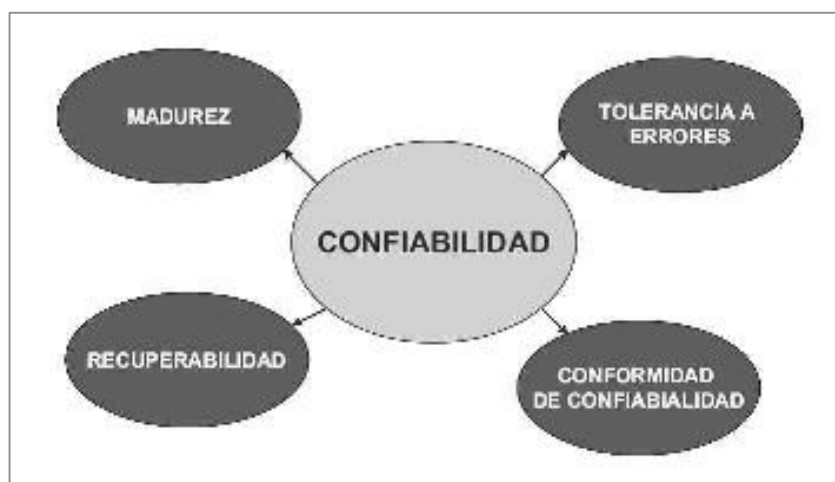 MADUREZ
TOLERANCIA A
ERRORES
CONFIABILIDAD
RECUPERABILIDAD
CONFORMIDAD
DE CONFIABIALIDAD